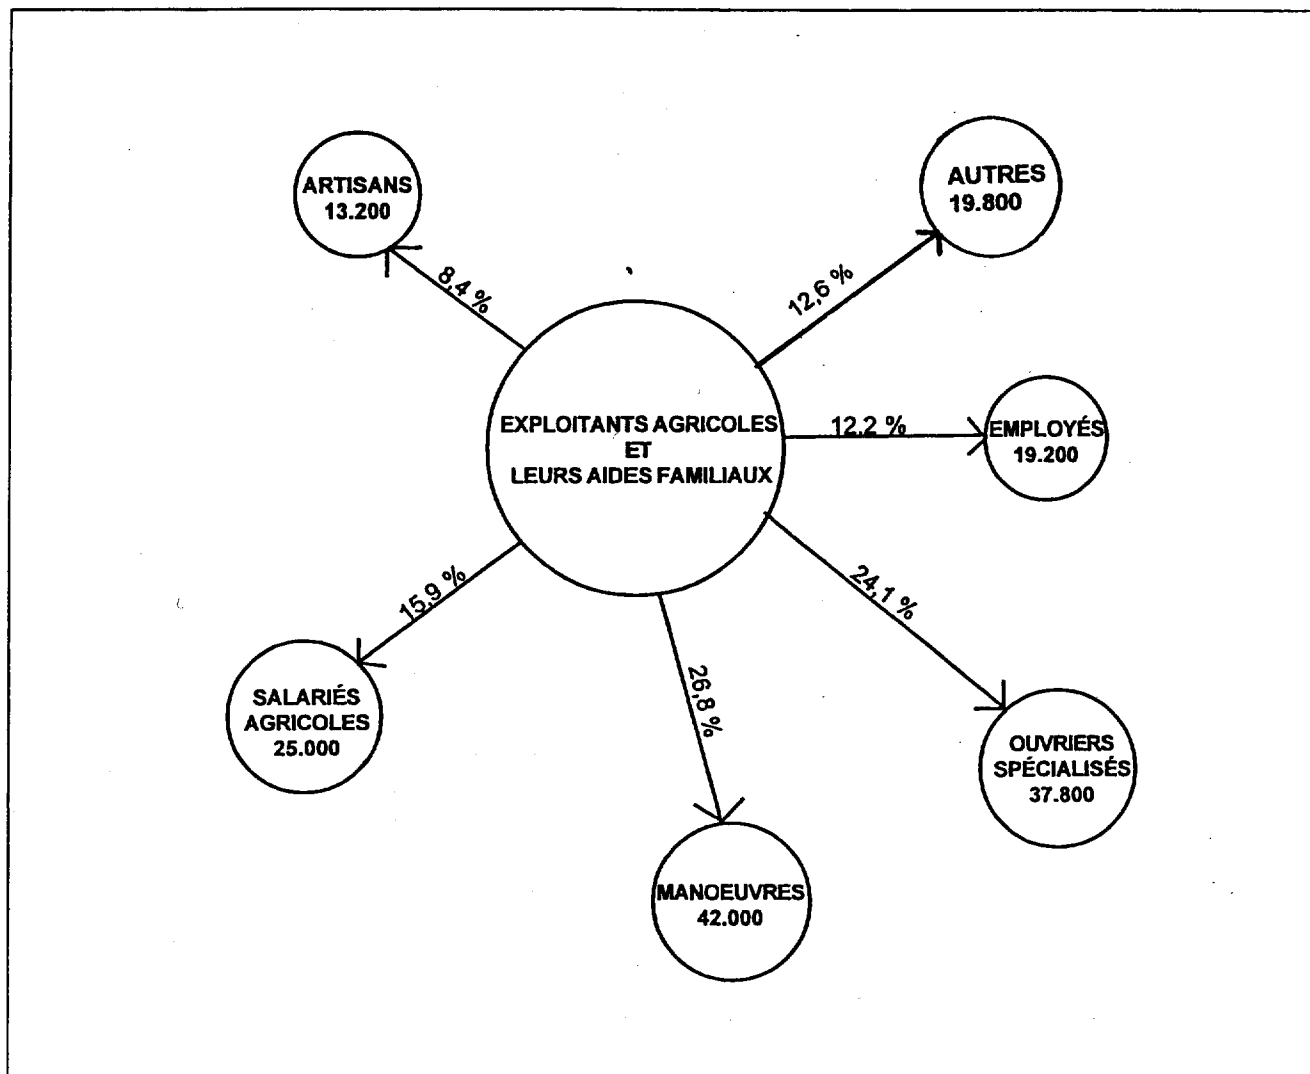 ARTISANS
13.200
AUTRES
19.800
8,4 %
12,6 %
EXPLOITANTS AGRICOLES
ET
LEURS AIDES FAMILIAUX
12,2 %
EMPLOYÉS
19.200
15,9 %
24,1 %
26,8 %
SALARIÉS
AGRICOLES
25.000
OUVRIERS
SPÉCIALISÉS
37.800
MANOEUVRES
42.000